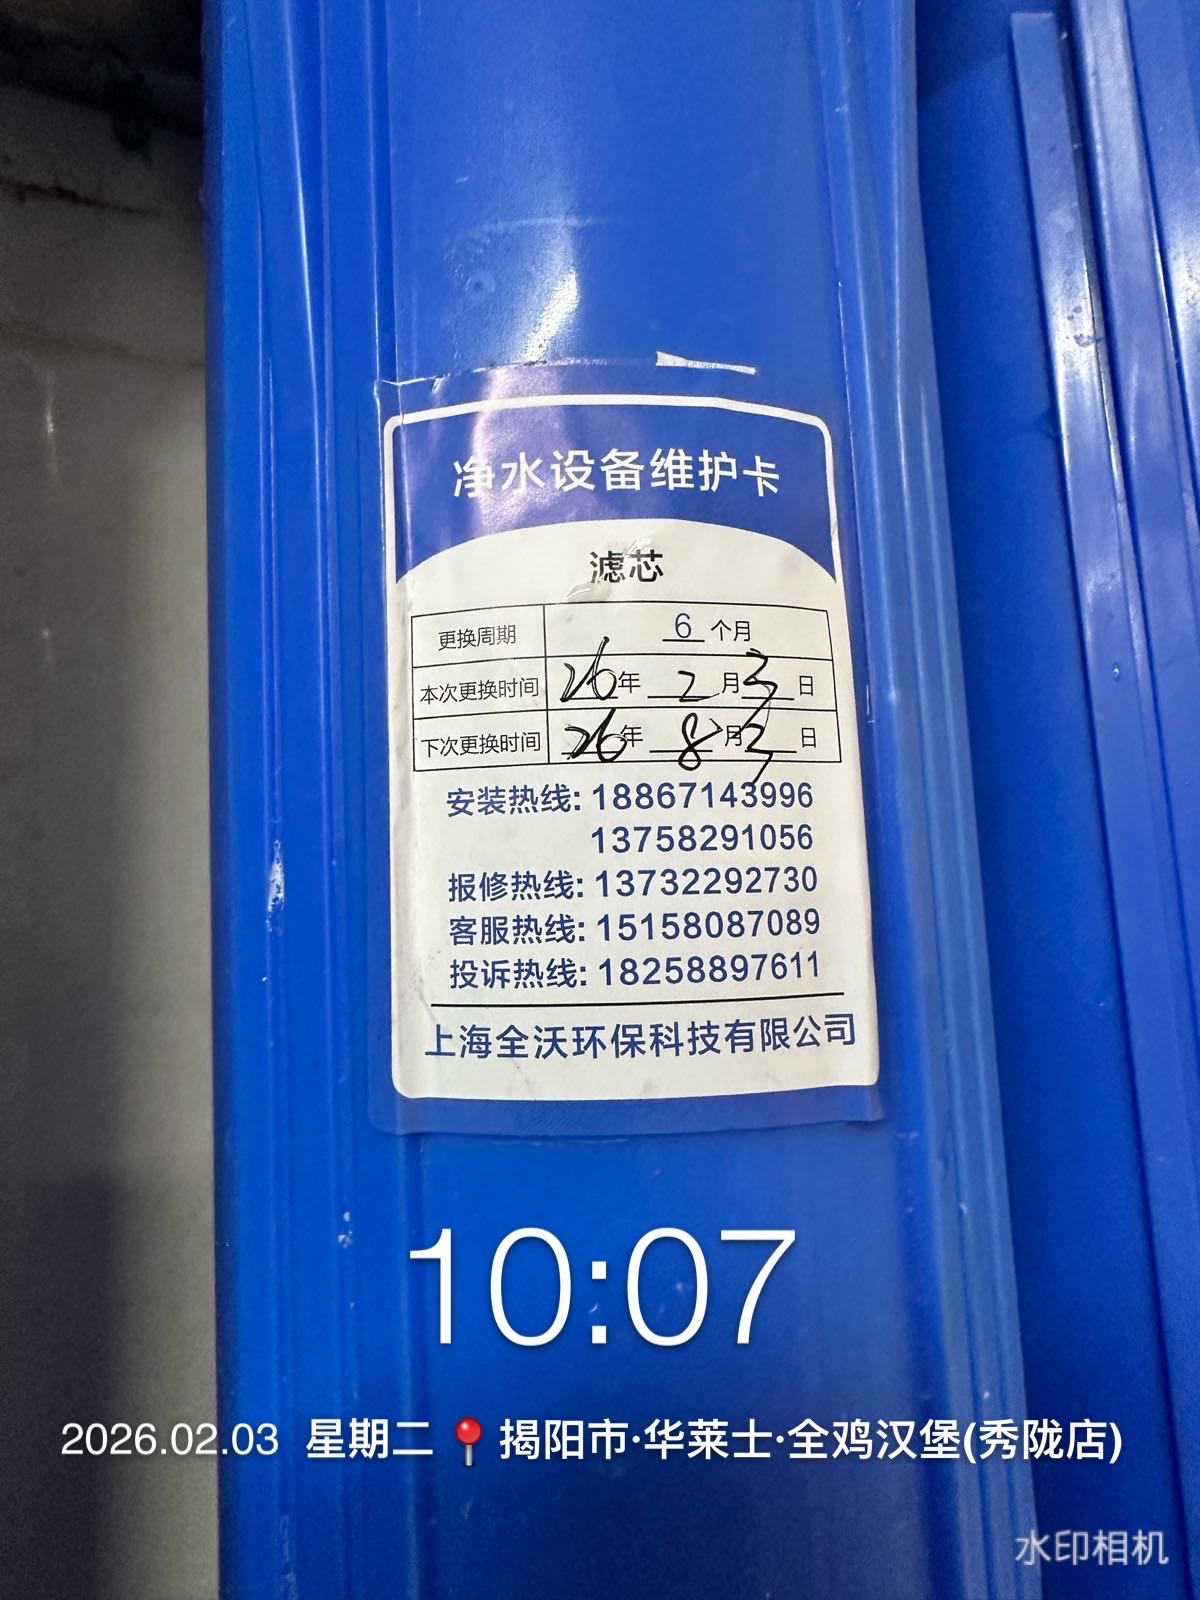 净水设备维护卡
滤芯
更换周期 6 个月
本次更换时间 26年 2 月 3 日
下次更换时间 26年 8 月 3 日
安装热线: 18867143996
13758291056
报修热线: 13732292730
客服热线: 15158087089
投诉热线: 18258897611
上海全沃环保科技有限公司
10:07
2026.02.03 星期二 📍揭阳市·华莱士·全鸡汉堡(秀陇店)
水印相机